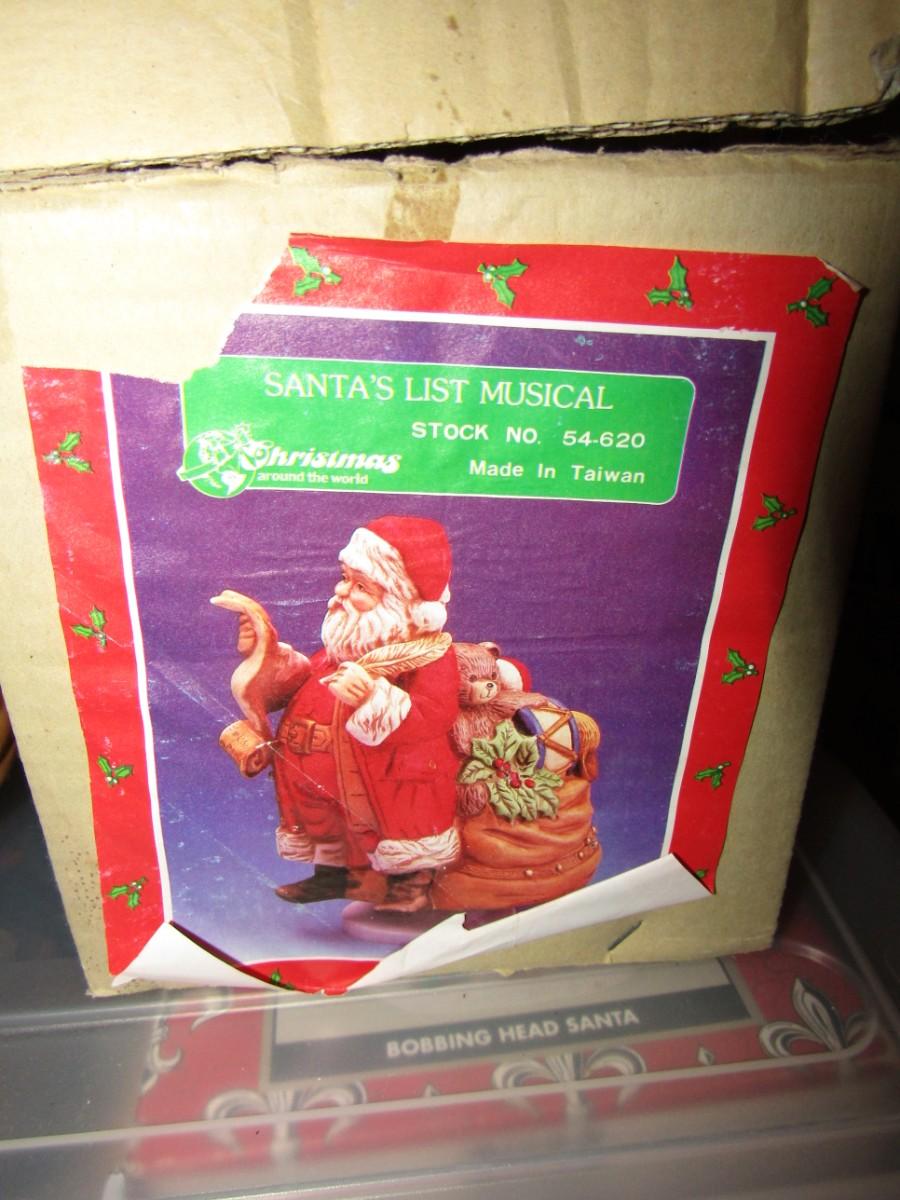 SANTA'S LIST MUSICAL
STOCK NO. 54-620
Made In Taiwan
Christmas
around the world
BOBBING HEAD SANTA